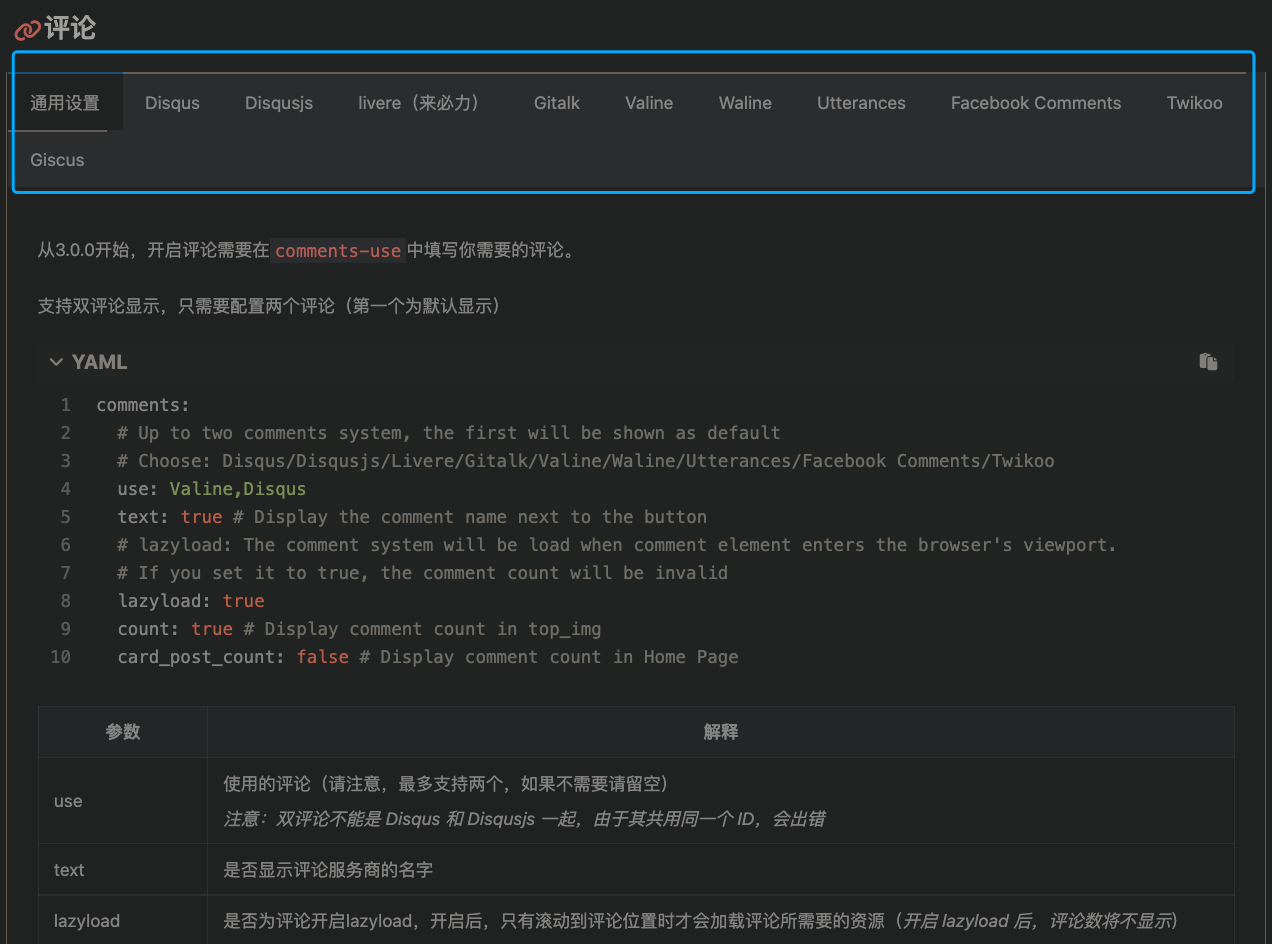 评论
通用设置 Disqus Disqusjs livere（来必力） Gitalk Valine Waline Utterances Facebook Comments Twikoo
Giscus
从3.0.0开始，开启评论需要在 comments-use 中填写你需要的评论。
支持双评论显示，只需要配置两个评论（第一个为默认显示）
YAML
1 comments:
2   # Up to two comments system, the first will be shown as default
3   # Choose: Disqus/Disqusjs/Livere/Gitalk/Valine/Waline/Utterances/Facebook Comments/Twikoo
4   use: Valine,Disqus
5   text: true # Display the comment name next to the button
6   # lazyload: The comment system will be load when comment element enters the browser's viewport.
7   # If you set it to true, the comment count will be invalid
8   lazyload: true
9   count: true # Display comment count in top_img
10   card_post_count: false # Display comment count in Home Page
参数 解释
use 使用的评论（请注意，最多支持两个，如果不需要请留空）
注意：双评论不能是 Disqus 和 Disqusjs 一起，由于其共用同一个 ID，会出错
text 是否显示评论服务商的名字
lazyload 是否为评论开启lazyload，开启后，只有滚动到评论位置时才会加载评论所需要的资源（开启 lazyload 后，评论数将不显示）